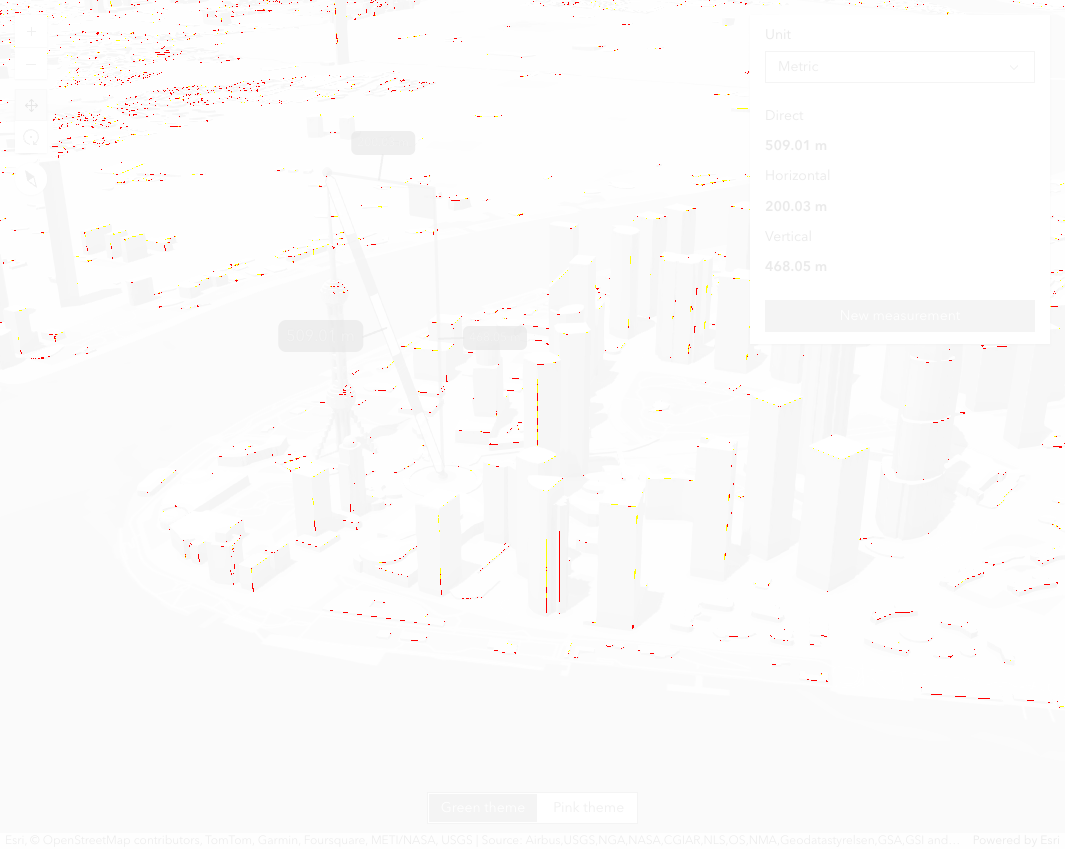 Unit
Metric
Direct
509.01 m
Horizontal
200.03 m
Vertical
468.05 m
New measurement
Green theme
Pink theme
Esri, © OpenStreetMap contributors, TomTom, Garmin, Foursquare, METI/NASA, USGS | Source: Airbus,USGS,NGA,NASA,CGIAR,NLS,OS,NMA,Geodatastyrelsen,GSA,GSI and...
Powered by Esri